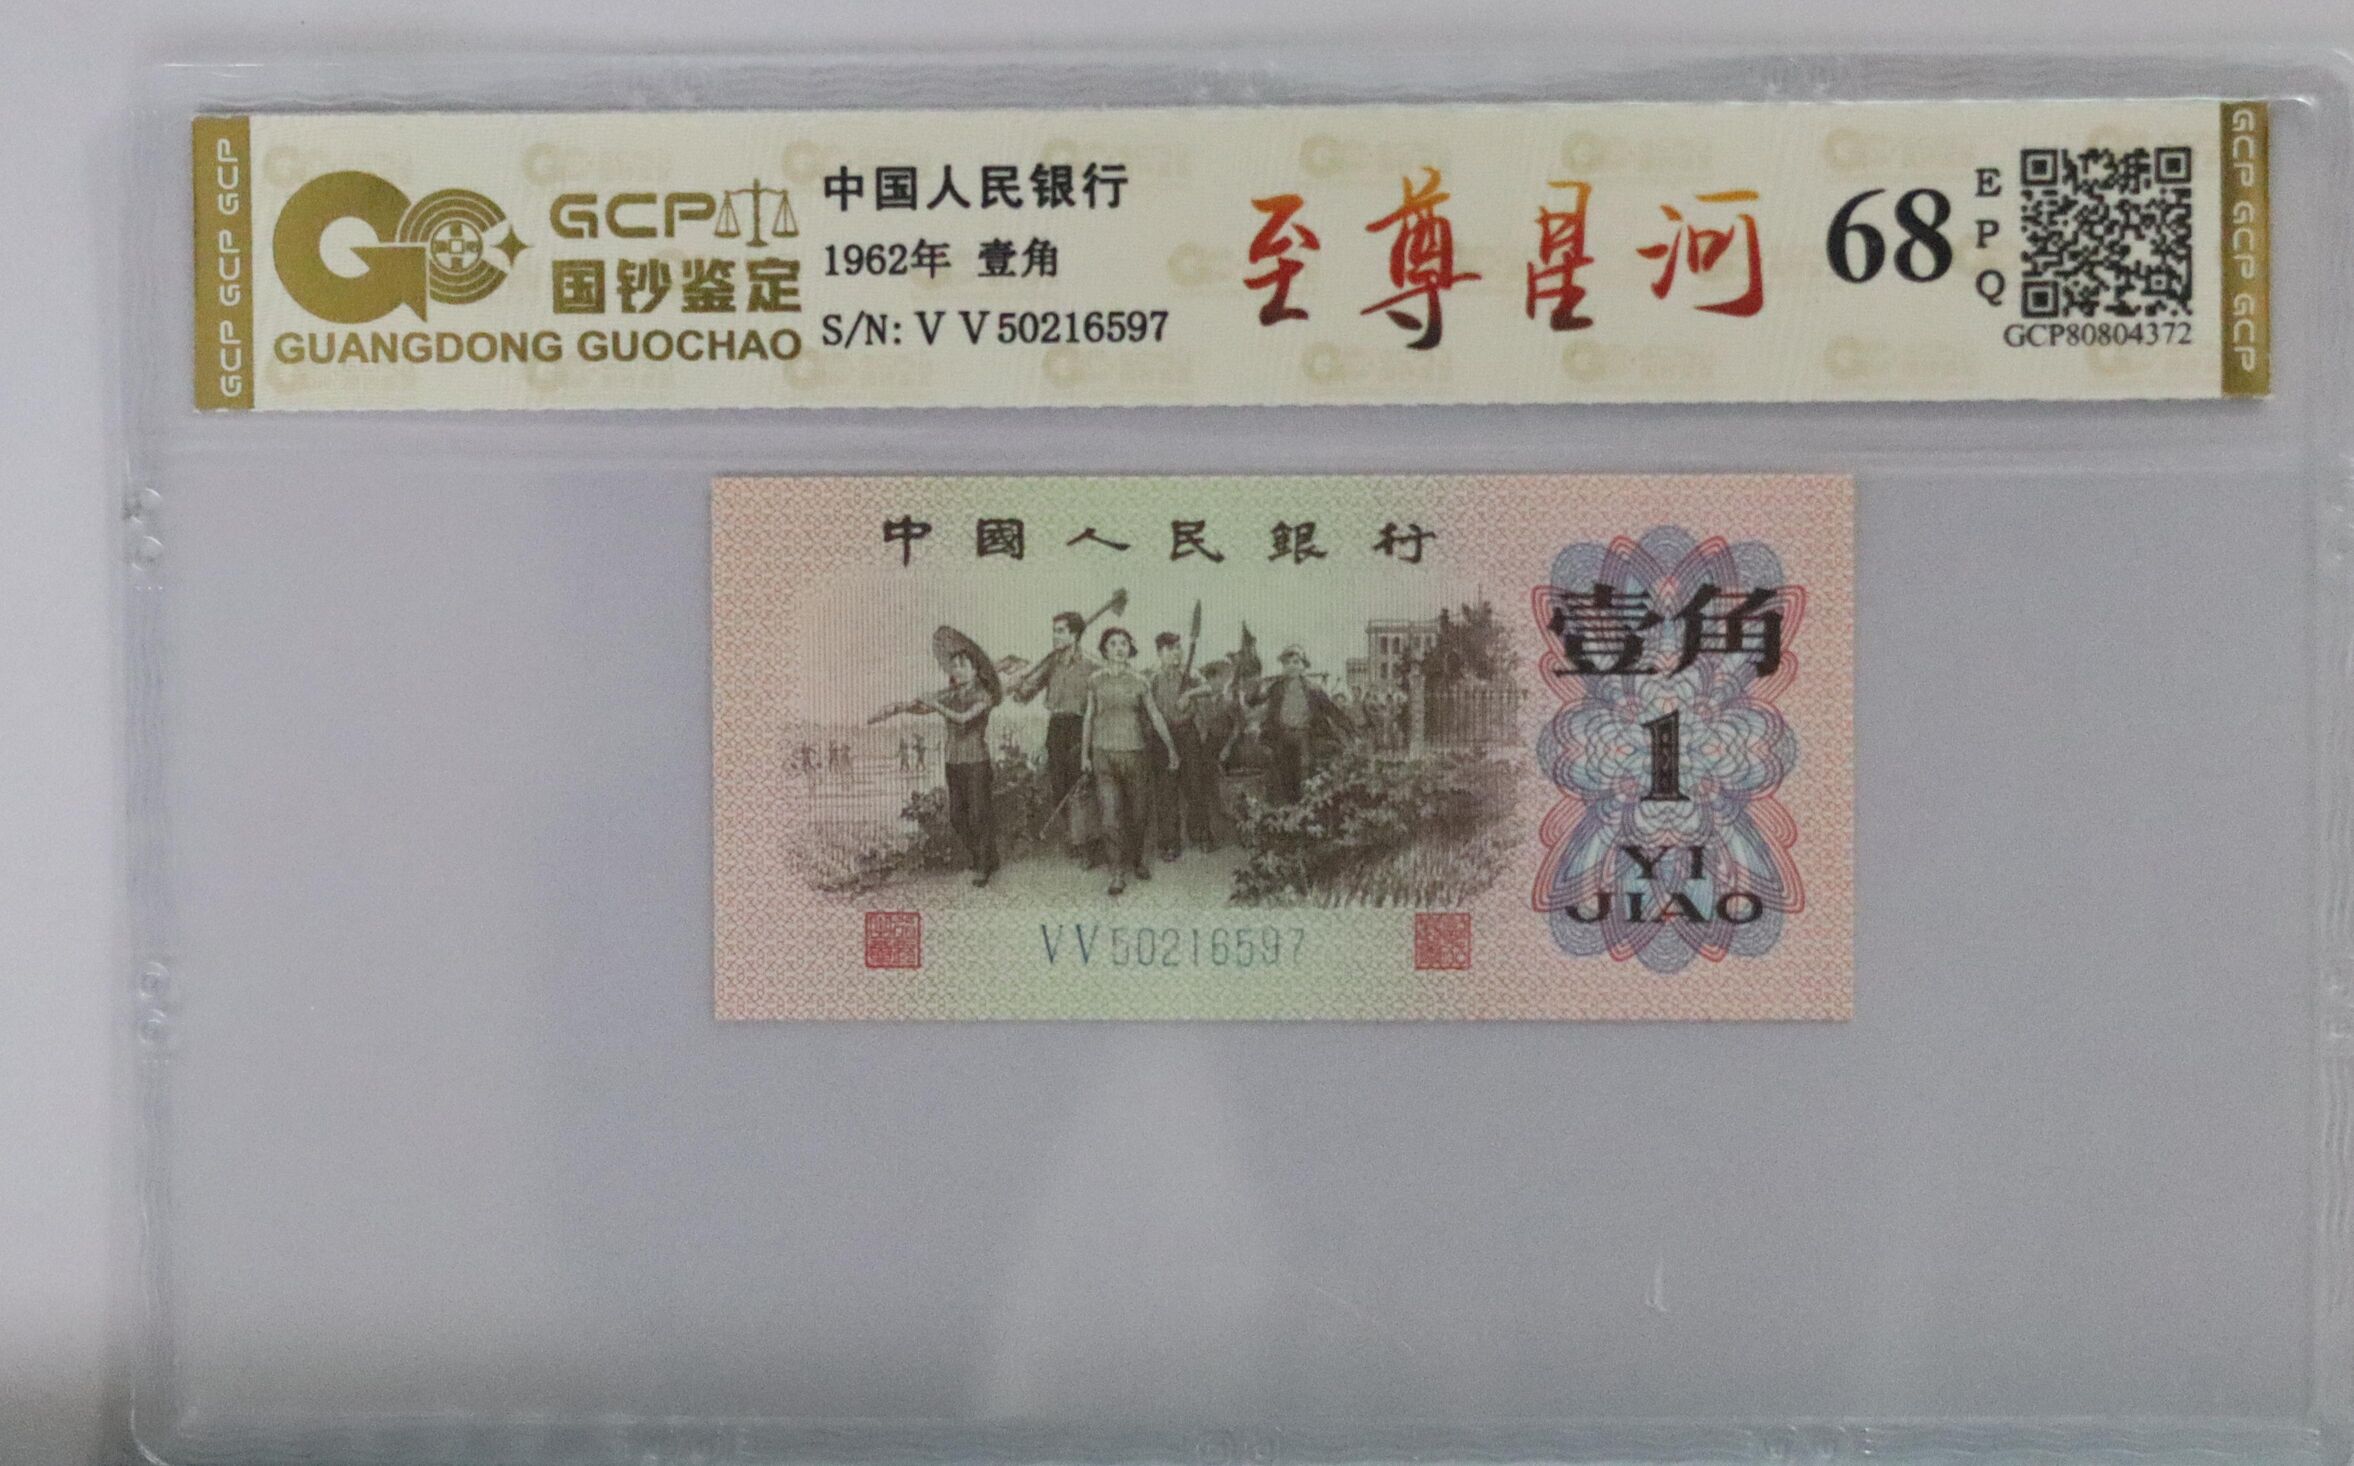 GCP GCP GCP
GCP
国钞鉴定
GUANGDONG GUOCHAO
中国人民银行
1962年 壹角
S/N: V V 50216597
至尊星河
68
E
P
Q
GCP80804372
GCP GCP GCP
中國人民銀行
壹角
1
YI
JIAO
VV50216597